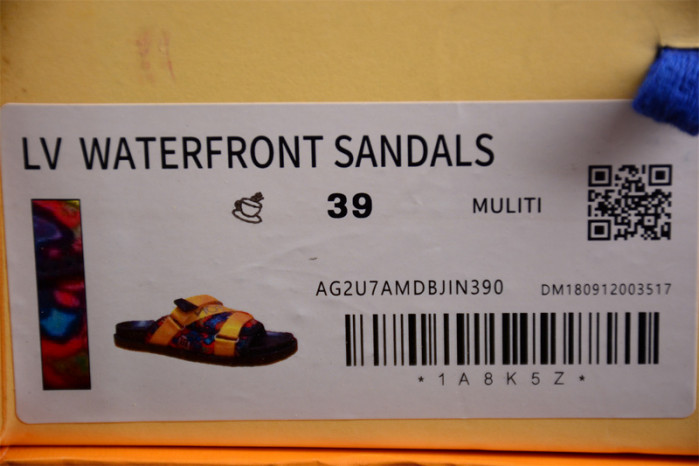 LV WATERFRONT SANDALS
39
MULITI
AG2U7AMDBJIN390
DM180912003517
*1A8K5Z*